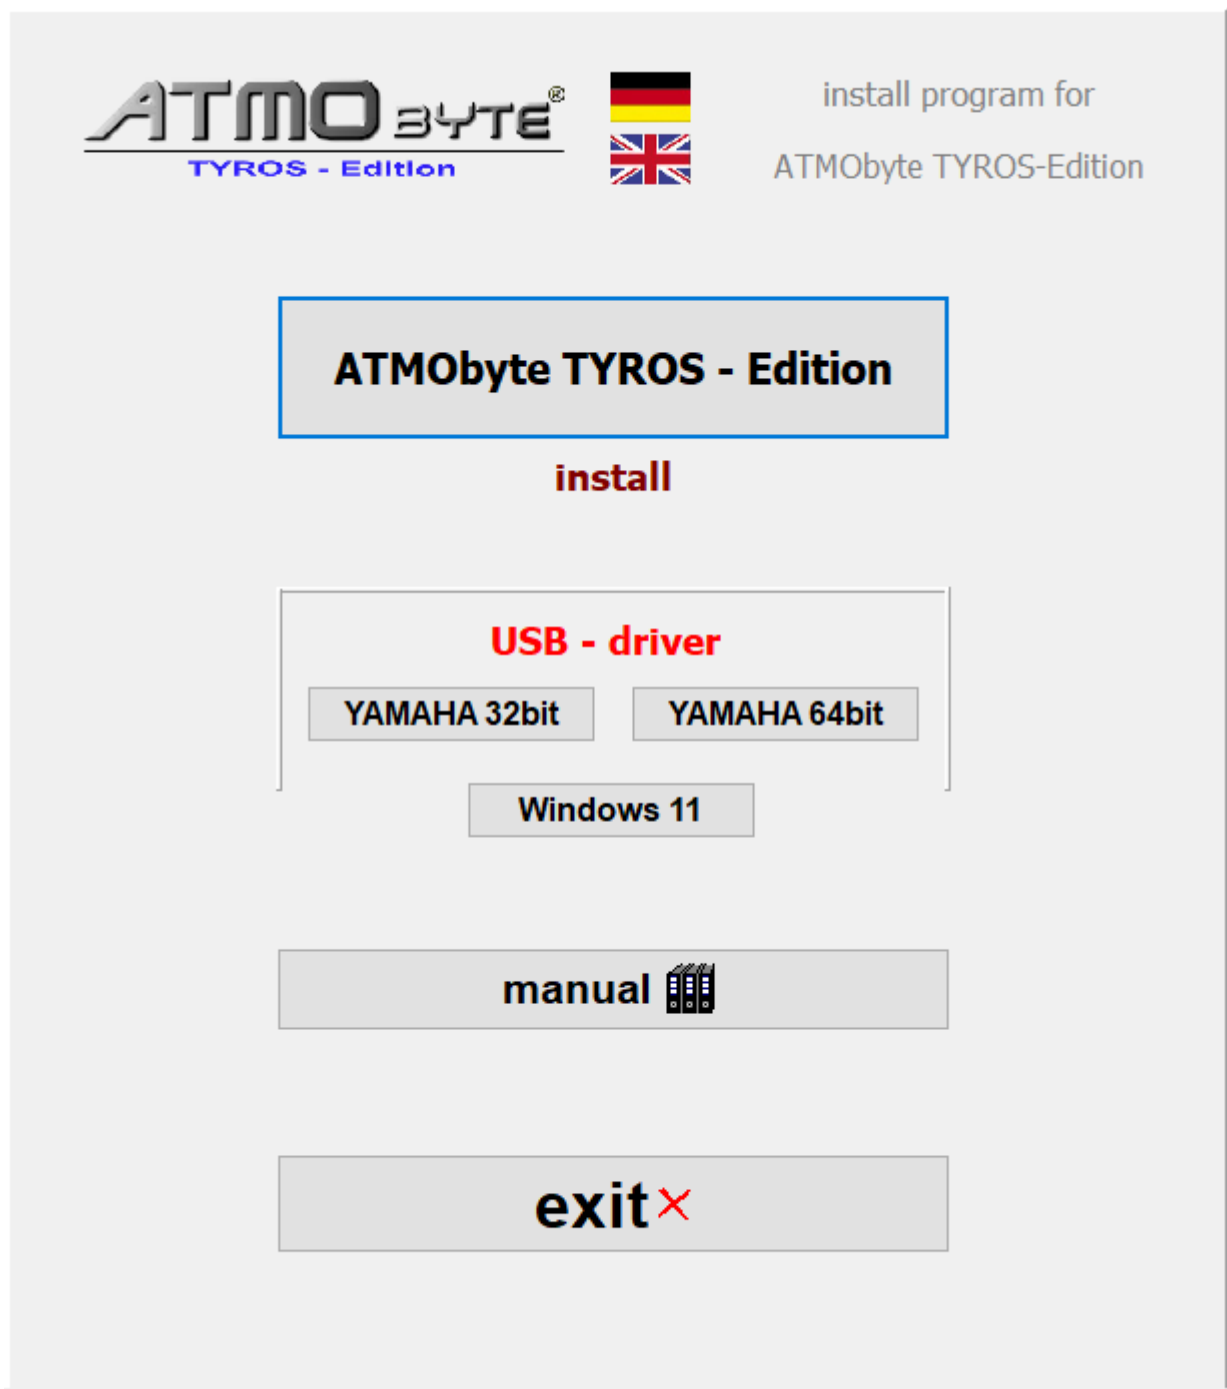 ATMO BYTE®
TYROS - Edition
install program for
ATMObyte TYROS-Edition
ATMObyte TYROS - Edition
install
USB - driver
YAMAHA 32bit
YAMAHA 64bit
Windows 11
manual
exit